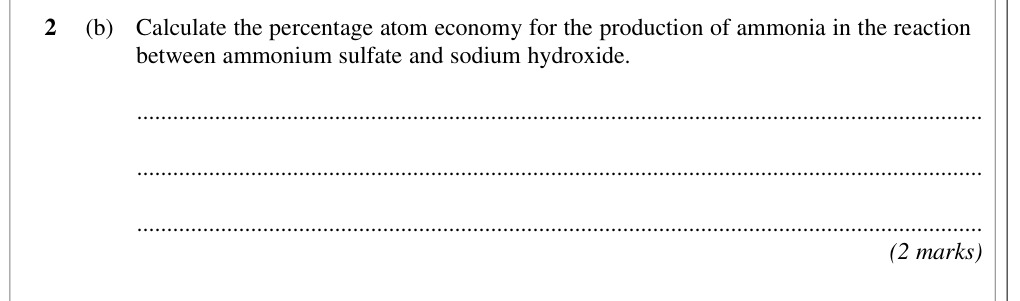 2 (b) Calculate the percentage atom economy for the production of ammonia in the reaction
between ammonium sulfate and sodium hydroxide.
....................................................................................................................................................
....................................................................................................................................................
....................................................................................................................................................
(2 marks)